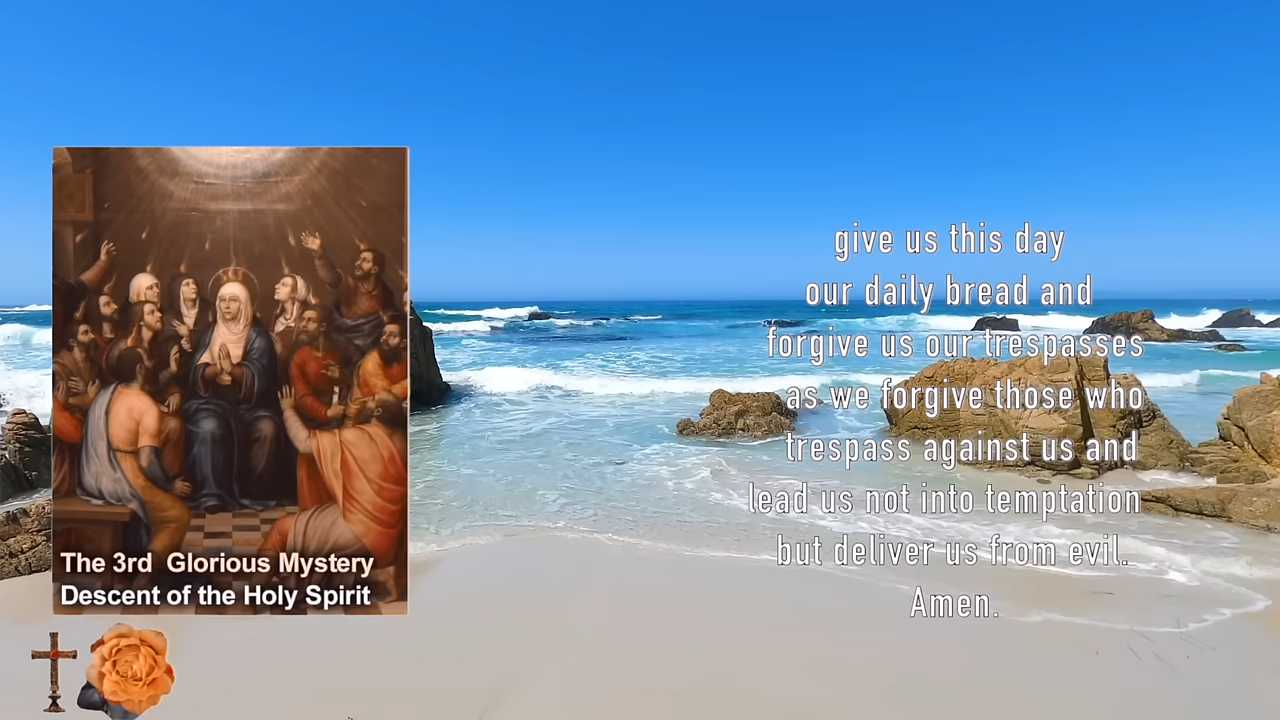 The 3rd  Glorious Mystery
Descent of the Holy Spirit
give us this day
our daily bread and
forgive us our trespasses
as we forgive those who
trespass against us and
lead us not into temptation
but deliver us from evil.
Amen.